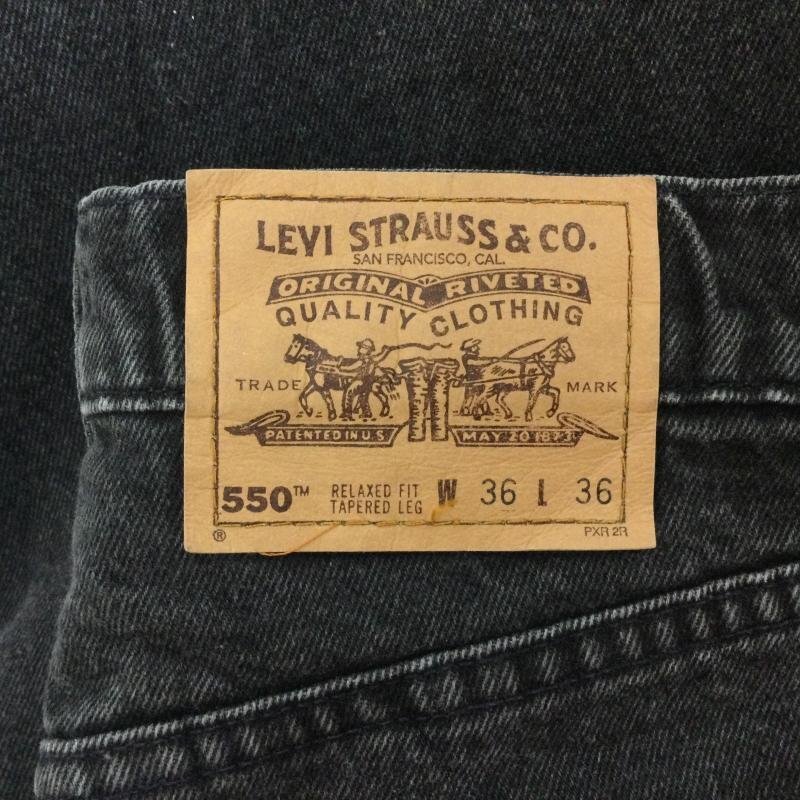 LEVI STRAUSS & CO.
SAN FRANCISCO, CAL.
ORIGINAL RIVETED
QUALITY CLOTHING
TRADE MARK
PATENTED IN U.S. MAY 20 1873
550™ RELAXED FIT W 36 L 36
TAPERED LEG
® PXR 2R